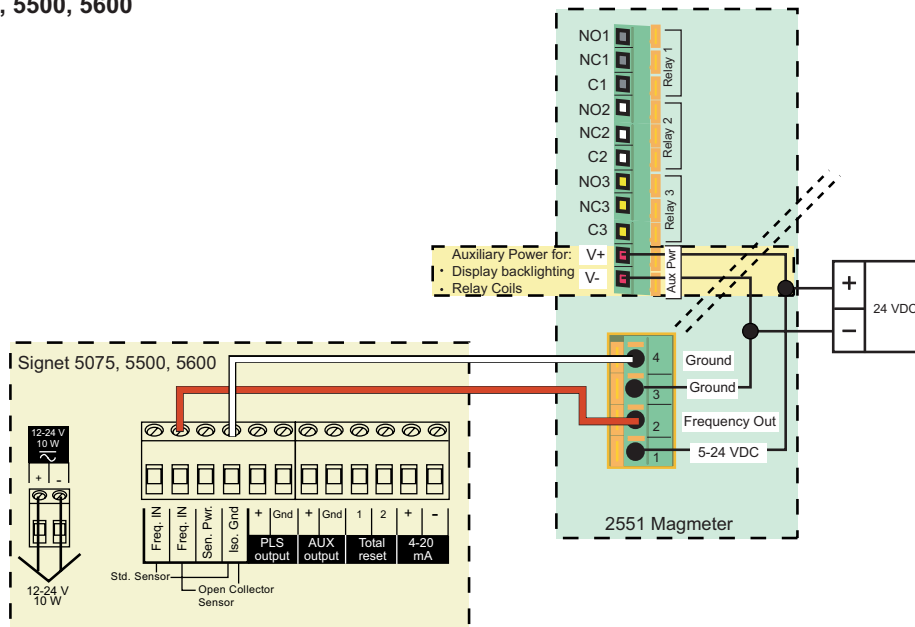 , 5500, 5600
NO1
NC1
C1
Relay 1
NO2
NC2
C2
Relay 2
NO3
NC3
C3
Relay 3
Auxiliary Power for:
· Display backlighting
· Relay Coils
V+
V-
Aux Pwr
+
−
24 VDC
4 Ground
3 Ground
2 Frequency Out
1 5-24 VDC
2551 Magmeter
Signet 5075, 5500, 5600
12-24 V
10 W
+ -
12-24 V
10 W
Freq. IN
Freq. IN
Sen. Pwr.
Iso. Gnd
+ Gnd + Gnd 1 2 + -
PLS output
AUX output
Total reset
4-20 mA
Std. Sensor
Open Collector
Sensor